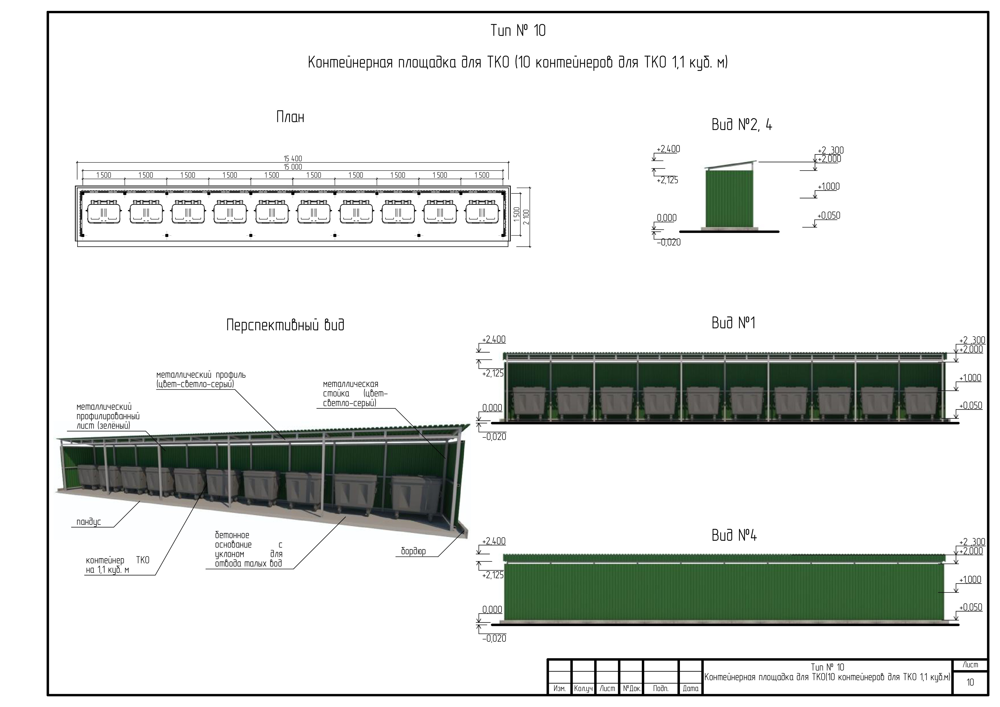 Тип № 10
Контейнерная площадка для ТКО (10 контейнеров для ТКО 1,1 куб. м)
План
15 400
15 000
1 500 1 500 1 500 1 500 1 500 1 500 1 500 1 500 1 500 1 500
1 500
2 100
Вид №2, 4
+2,400
+2,125
0,000
-0,020
+2 ,300
+2,000
+1,000
+0,050
Перспективный вид
металлический профиль
(цвет-светло-серый)
металлическая
стойка (цвет-
светло-серый)
металлический
профилированный
лист (зелёный)
пандус
контейнер ТКО
на 1,1 куб. м
бетонное
основание с
уклоном для
отвода талых вод
бордюр
Вид №1
+2,400
+2,125
0,000
-0,020
+2 ,300
+2,000
+1,000
+0,050
Вид №4
+2,400
+2,125
0,000
-0,020
+2 ,300
+2,000
+1,000
+0,050
Изм. Кол.уч Лист №Док. Подп. Дата
Тип № 10
Контейнерная площадка для ТКО(10 контейнеров для ТКО 1,1 куб.м)
Лист
10